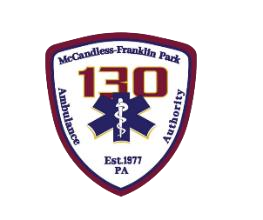 McCandless-Franklin Park
130
Ambulance
Authority
Est.1977
PA